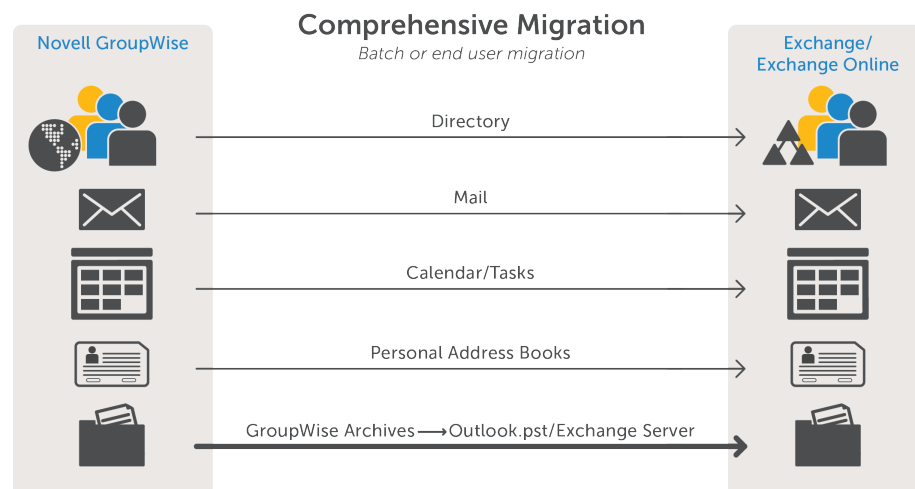 Comprehensive Migration
Batch or end user migration
Novell GroupWise
Exchange/
Exchange Online
Directory
Mail
Calendar/Tasks
Personal Address Books
GroupWise Archives⟶Outlook.pst/Exchange Server